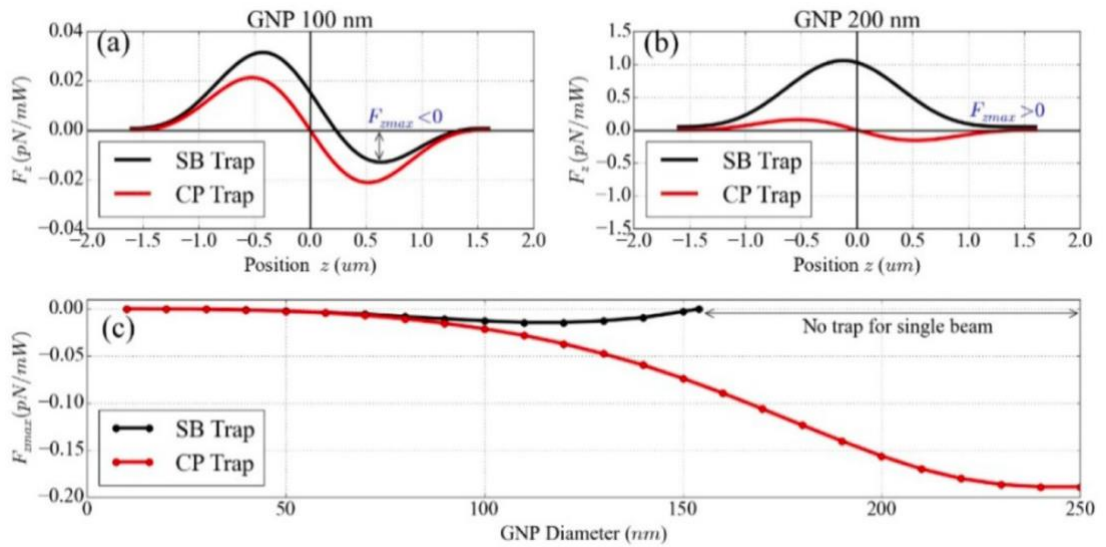 GNP 100 nm
(a)
F_zmax<0
SB Trap
CP Trap
0.04
0.02
0.00
−0.02
−0.04
F_z(pN/mW)
−2.0 −1.5 −1.0 −0.5 0.0 0.5 1.0 1.5 2.0
Position z (um)
GNP 200 nm
(b)
F_zmax>0
SB Trap
CP Trap
1.5
1.0
0.5
0.0
−0.5
−1.0
−1.5
F_z(pN/mW)
−2.0 −1.5 −1.0 −0.5 0.0 0.5 1.0 1.5 2.0
Position z (um)
(c)
No trap for single beam
SB Trap
CP Trap
0.00
−0.05
−0.10
−0.15
−0.20
F_zmax(pN/mW)
0 50 100 150 200 250
GNP Diameter (nm)